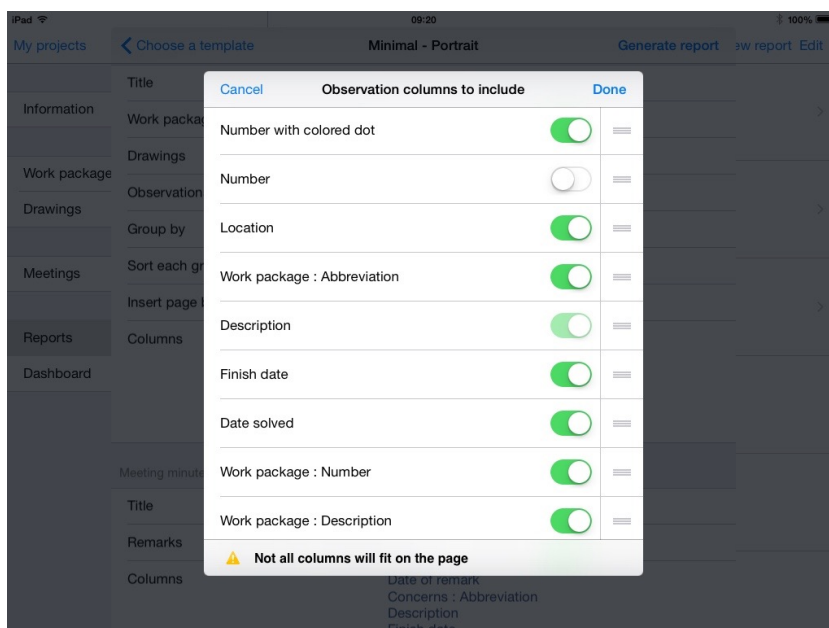 iPad 09:20 100%
My projects Choose a template Minimal - Portrait Generate report ew report Edit
Cancel Observation columns to include Done
Number with colored dot
Number
Location
Work package : Abbreviation
Description
Finish date
Date solved
Work package : Number
Work package : Description
Not all columns will fit on the page
Information
Work package
Drawings
Meetings
Reports
Dashboard
Title
Work packa
Drawings
Observation
Group by
Sort each gr
Insert page
Columns
Meeting minute
Title
Remarks
Columns
Date of remark
Concerns : Abbreviation
Description
Finish date